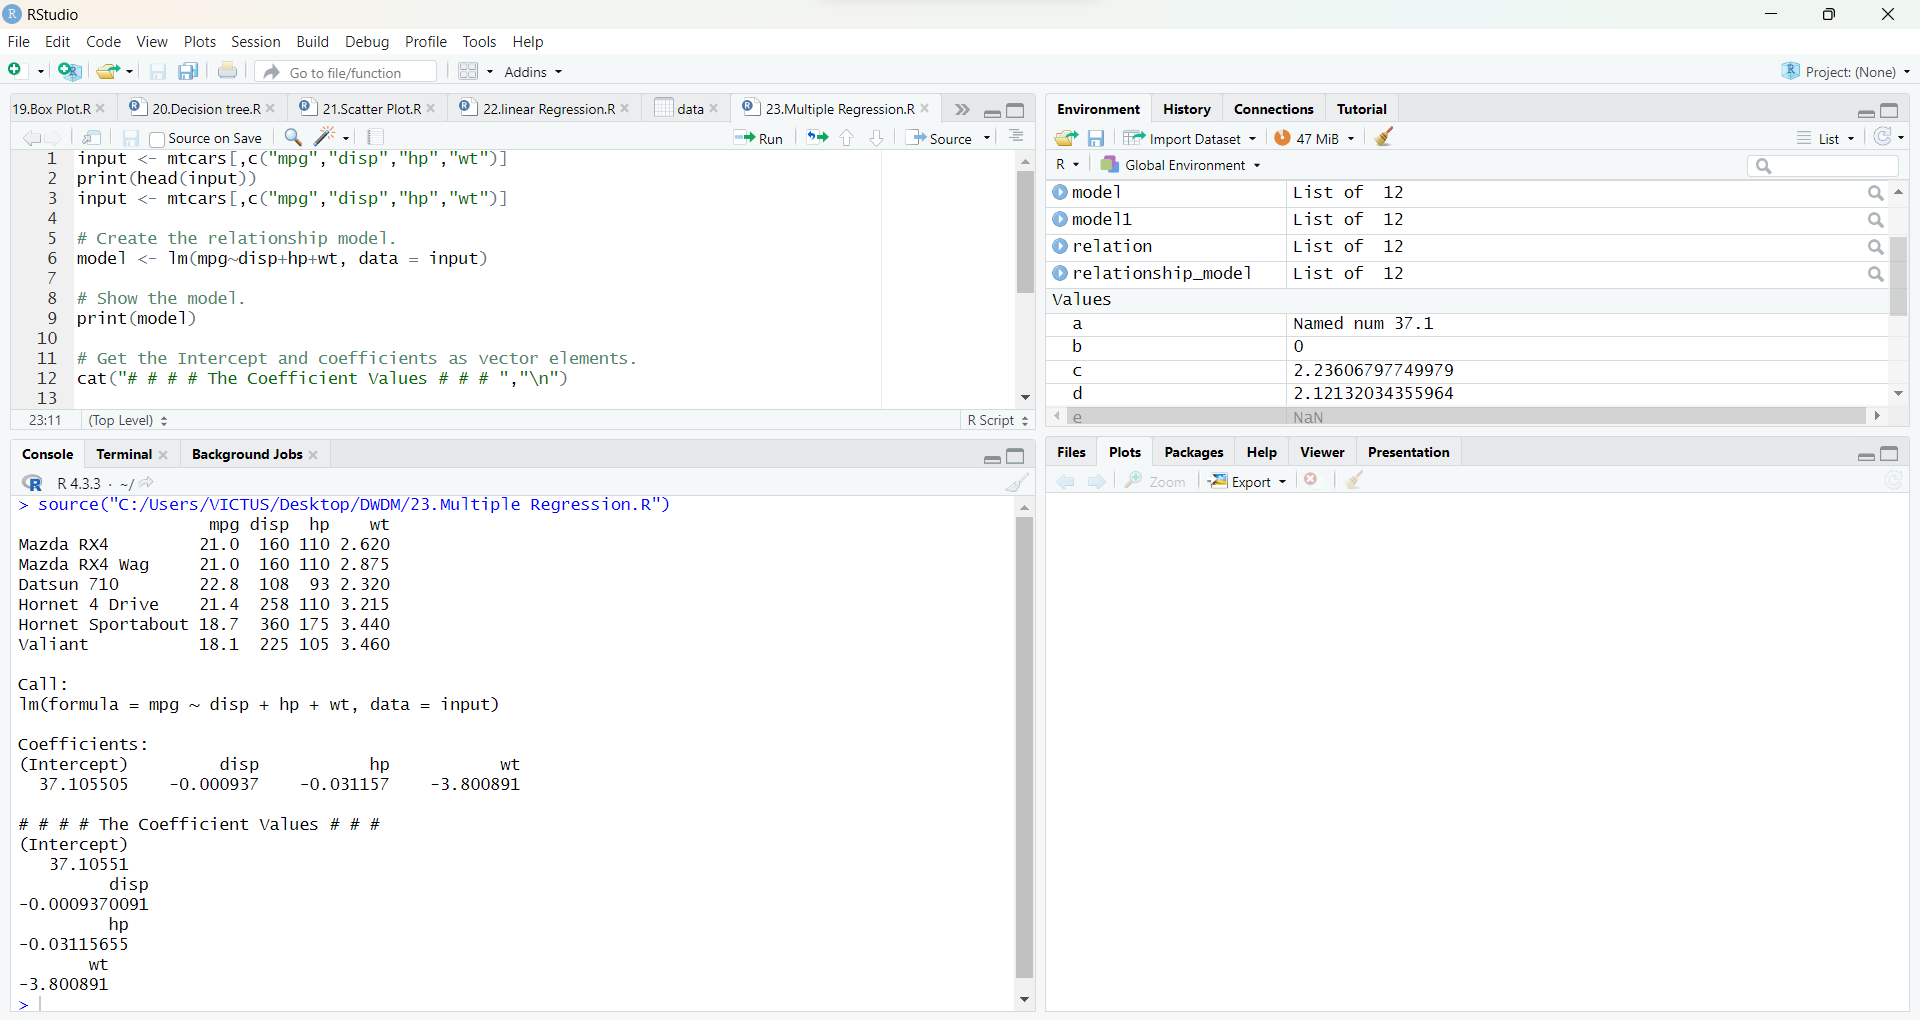 RStudio
File Edit Code View Plots Session Build Debug Profile Tools Help
Go to file/function Addins Project: (None)
19.Box Plot.R 20.Decision tree.R 21.Scatter Plot.R 22.linear Regression.R data 23.Multiple Regression.R
Source on Save Run Source
1 input <- mtcars[,c("mpg","disp","hp","wt")]
2 print(head(input))
3 input <- mtcars[,c("mpg","disp","hp","wt")]
4
5 # Create the relationship model.
6 model <- lm(mpg~disp+hp+wt, data = input)
7
8 # Show the model.
9 print(model)
10
11 # Get the Intercept and coefficients as vector elements.
12 cat("# # # # The Coefficient Values # # # ","\n")
13
23:11 (Top Level) R Script
Console Terminal Background Jobs
R 4.3.3 · ~/
> source("C:/Users/VICTUS/Desktop/DWDM/23.Multiple Regression.R")
mpg disp hp wt
Mazda RX4 21.0 160 110 2.620
Mazda RX4 Wag 21.0 160 110 2.875
Datsun 710 22.8 108 93 2.320
Hornet 4 Drive 21.4 258 110 3.215
Hornet Sportabout 18.7 360 175 3.440
Valiant 18.1 225 105 3.460
Call:
lm(formula = mpg ~ disp + hp + wt, data = input)
Coefficients:
(Intercept) disp hp wt
37.105505 -0.000937 -0.031157 -3.800891
# # # # The Coefficient Values # # #
(Intercept)
37.10551
disp
-0.0009370091
hp
-0.03115655
wt
-3.800891
>
Environment History Connections Tutorial
Import Dataset 47 MiB List
R Global Environment
model List of 12
model1 List of 12
relation List of 12
relationship_model List of 12
Values
a Named num 37.1
b 0
c 2.23606797749979
d 2.12132034355964
e NaN
Files Plots Packages Help Viewer Presentation
Zoom Export